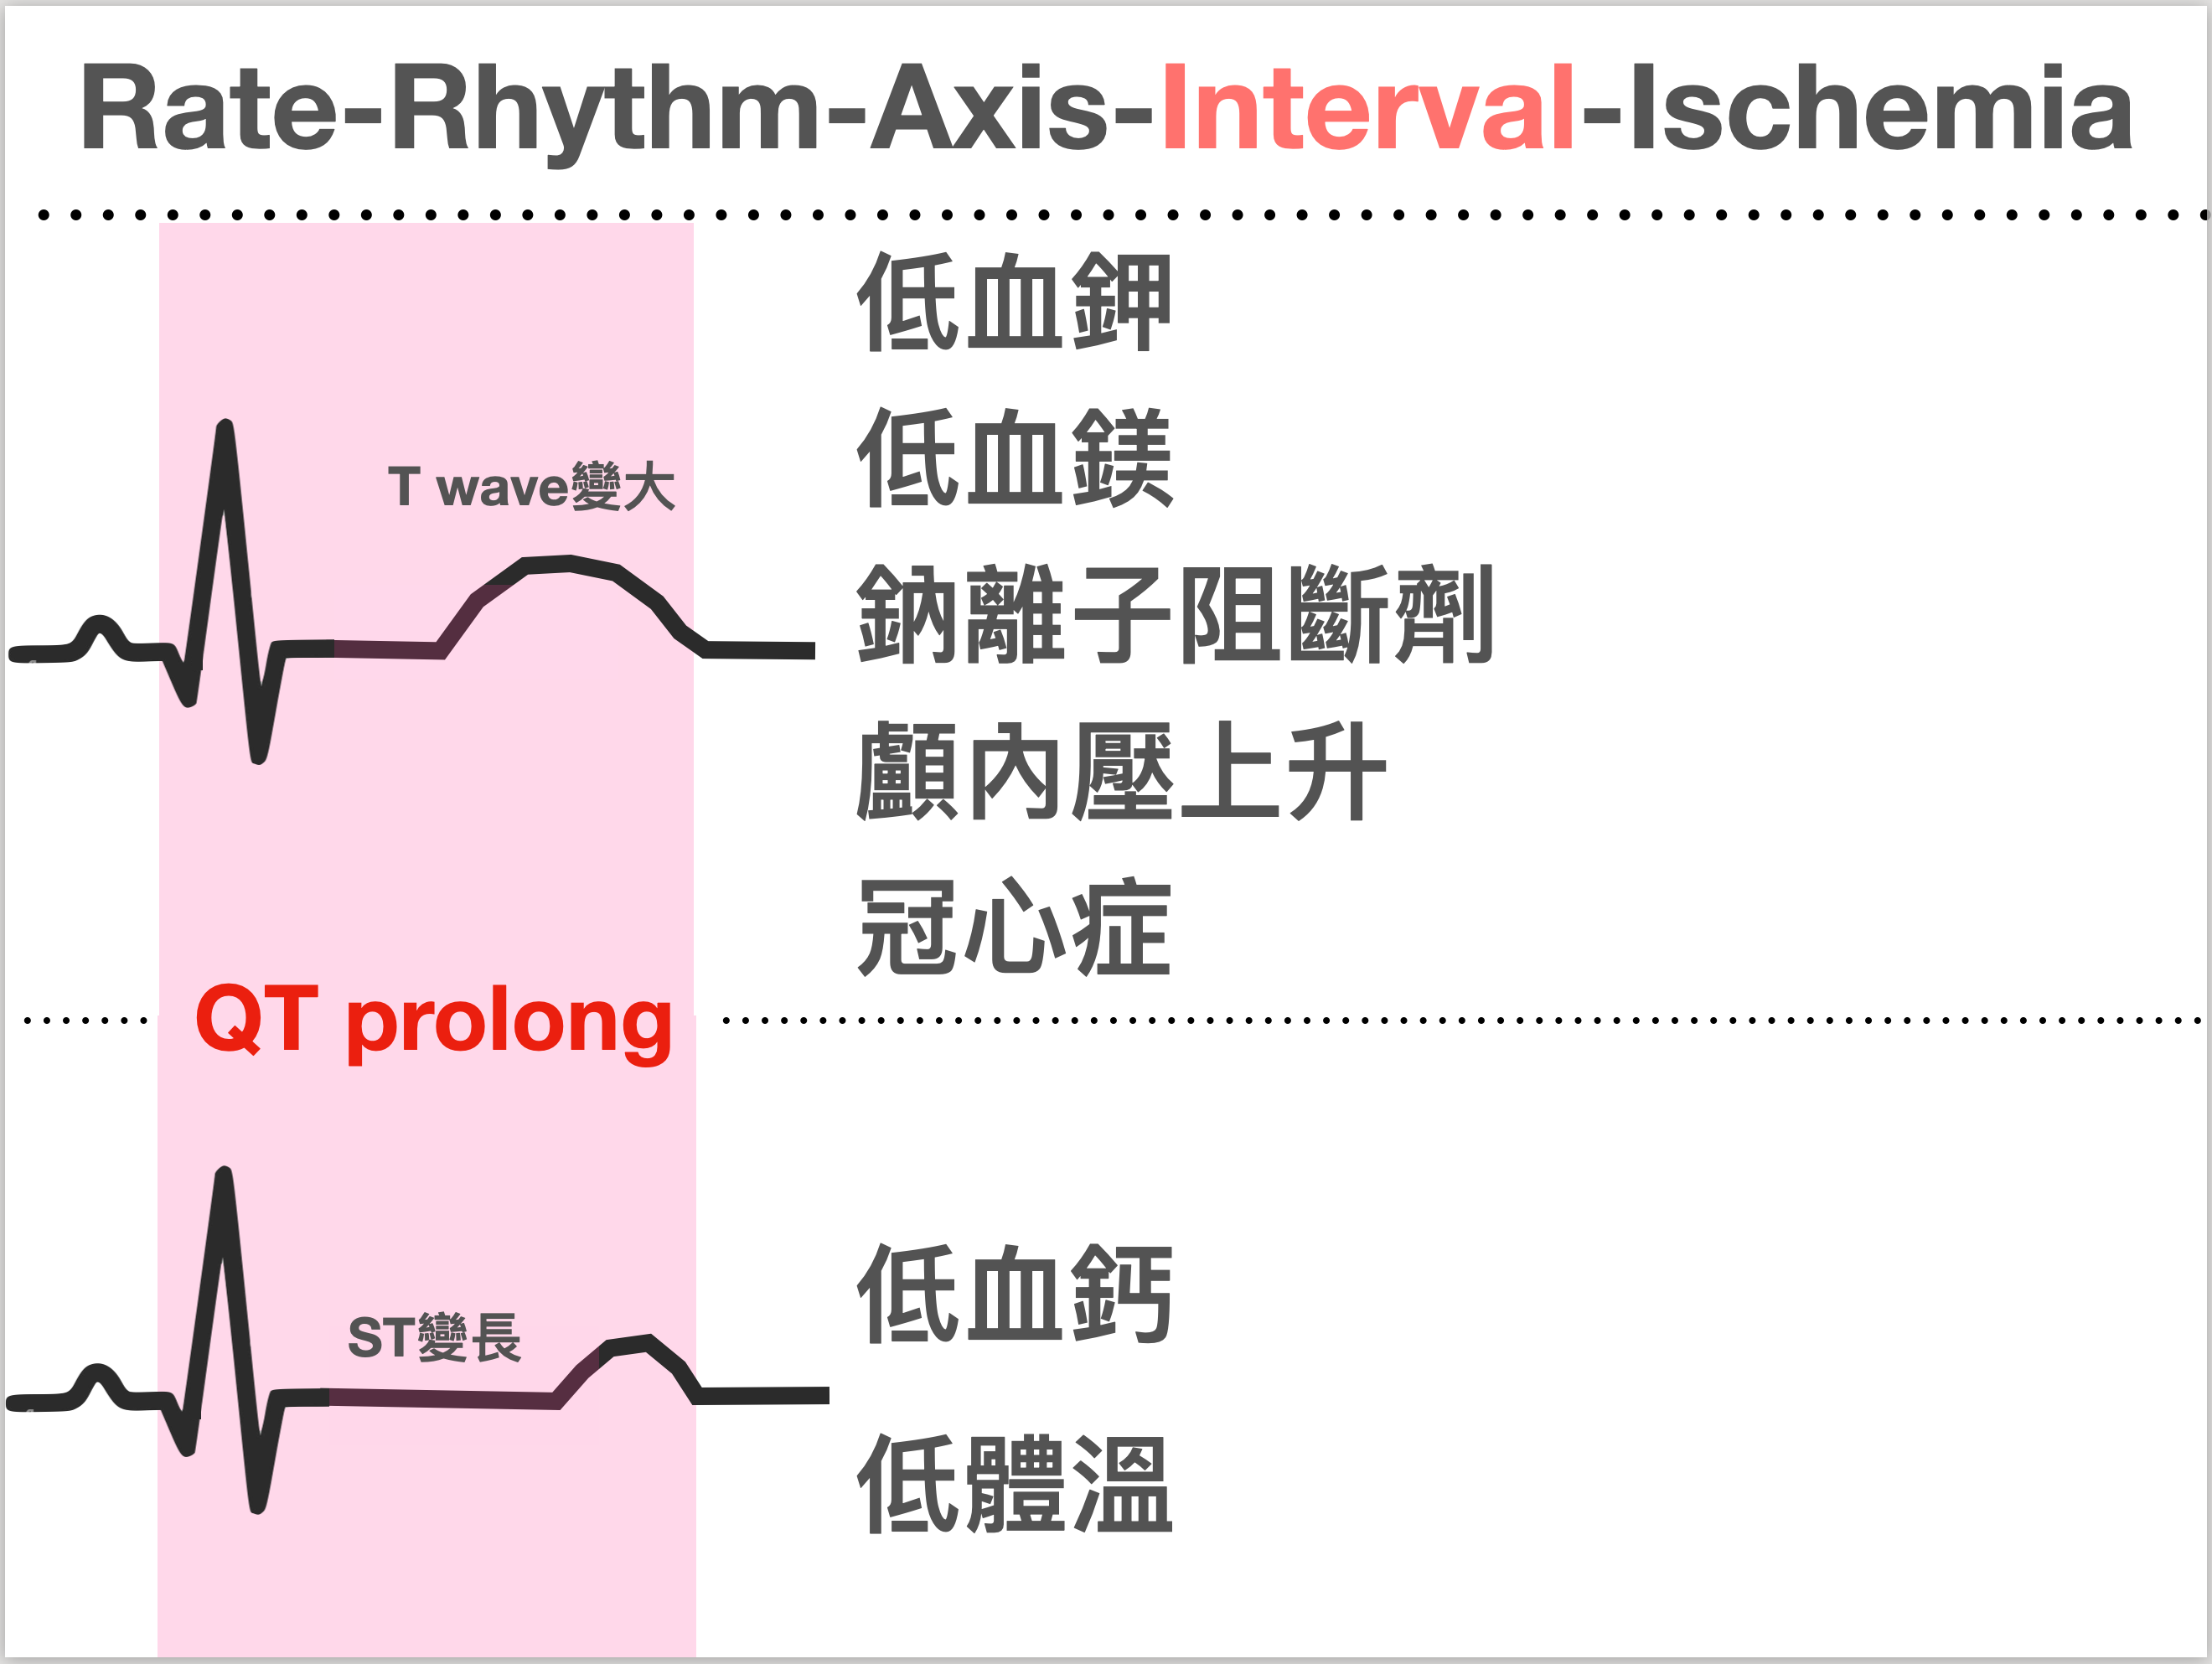 Rate-Rhythm-Axis-Interval-Ischemia
低血鉀
低血鎂
T wave變大
鈉離子阻斷劑
顱內壓上升
冠心症
QT prolong
低血鈣
ST變長
低體溫